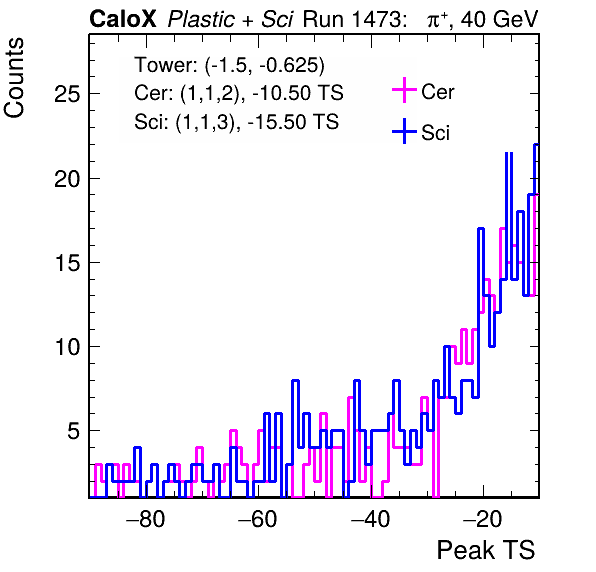 CaloX Plastic + Sci Run 1473: π⁺, 40 GeV
Counts
Tower: (-1.5, -0.625)
Cer: (1,1,2), -10.50 TS
Sci: (1,1,3), -15.50 TS
Cer
Sci
25
20
15
10
5
−80 −60 −40 −20
Peak TS